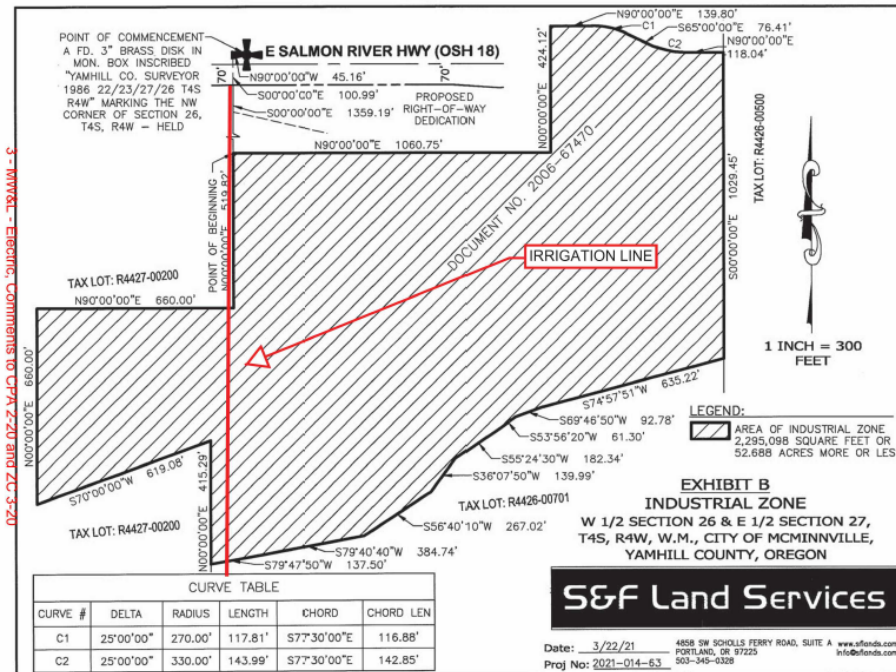 POINT OF COMMENCEMENT
A FD. 3" BRASS DISK IN
MON. BOX INSCRIBED
"YAMHILL CO. SURVEYOR
1986 22/23/27/26 T4S
R4W" MARKING THE NW
CORNER OF SECTION 26,
T4S, R4W – HELD
E SALMON RIVER HWY (OSH 18)
70'
70'
N90°00'00"W 45.16'
S00°00'00"E 100.99'
S00°00'00"E 1359.19'
PROPOSED
RIGHT-OF-WAY
DEDICATION
N90°00'00"E 1060.75'
N00°00'00"E 424.12'
N90°00'00"E 139.80'
C1
S65°00'00"E 76.41'
C2
N90°00'00"E
118.04'
TAX LOT: R4426-00500
S00°00'00"E 1029.45'
DOCUMENT NO. 2006-67470
IRRIGATION LINE
POINT OF BEGINNING
N00°00'00"E 519.82'
TAX LOT: R4427-00200
N90°00'00"E 660.00'
N00°00'00"E 660.00'
S70°00'00"W 619.08'
TAX LOT: R4427-00200
N00°00'00"E 415.29'
S79°47'50"W 137.50'
S79°40'40"W 384.74'
S56°40'10"W 267.02'
TAX LOT: R4426-00701
S36°07'50"W 139.99'
S55°24'30"W 182.34'
S53°56'20"W 61.30'
S69°46'50"W 92.78'
S74°57'51"W 635.22'
1 INCH = 300
FEET
LEGEND:
AREA OF INDUSTRIAL ZONE
2,295,098 SQUARE FEET OR
52.688 ACRES MORE OR LES
EXHIBIT B
INDUSTRIAL ZONE
W 1/2 SECTION 26 & E 1/2 SECTION 27,
T4S, R4W, W.M., CITY OF MCMINNVILLE,
YAMHILL COUNTY, OREGON
S&F Land Services
Date: 3/22/21
Proj No: 2021-014-63
4858 SW SCHOLLS FERRY ROAD, SUITE A
PORTLAND, OR 97225
503-345-0328
www.sflands.com
info@sflands.com
CURVE TABLE
CURVE # DELTA RADIUS LENGTH CHORD CHORD LEN
C1 25°00'00" 270.00' 117.81' S77°30'00"E 116.88'
C2 25°00'00" 330.00' 143.99' S77°30'00"E 142.85'
3 - MW&L - Electric, Comments to CPA 2-20 and ZC 3-20